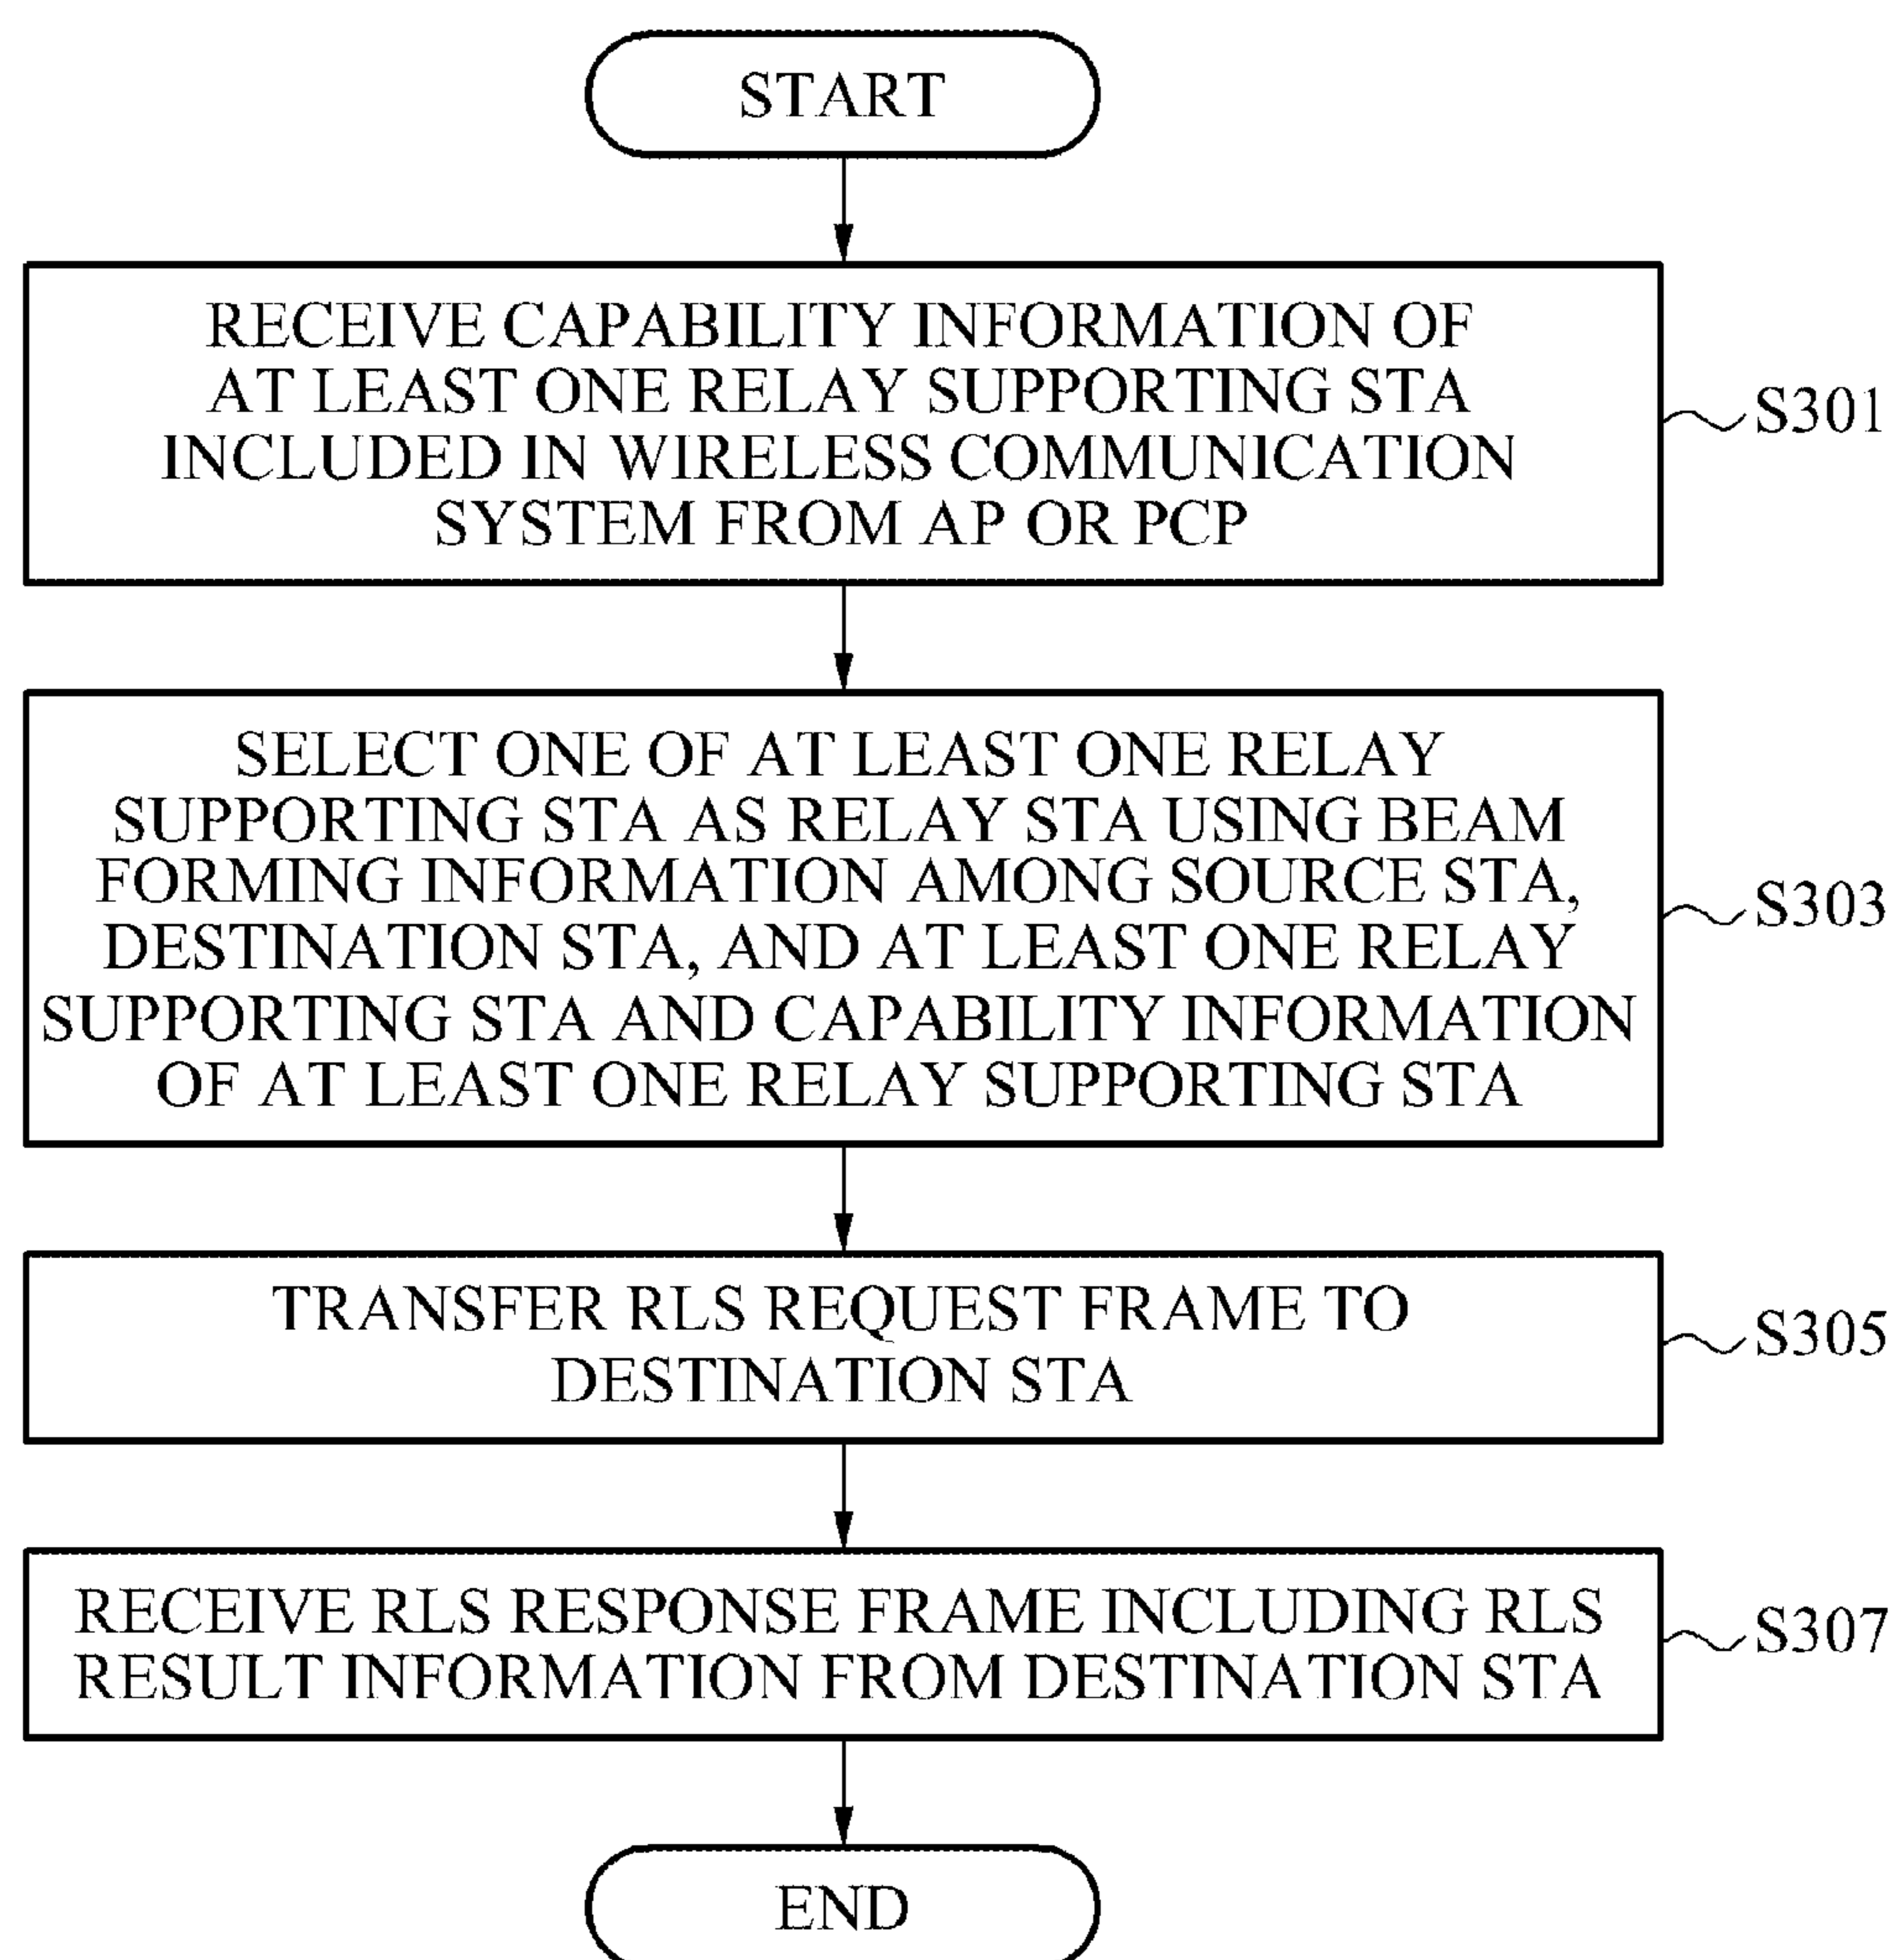 START
RECEIVE CAPABILITY INFORMATION OF
AT LEAST ONE RELAY SUPPORTING STA
INCLUDED IN WIRELESS COMMUNICATION
SYSTEM FROM AP OR PCP
S301
SELECT ONE OF AT LEAST ONE RELAY
SUPPORTING STA AS RELAY STA USING BEAM
FORMING INFORMATION AMONG SOURCE STA,
DESTINATION STA, AND AT LEAST ONE RELAY
SUPPORTING STA AND CAPABILITY INFORMATION
OF AT LEAST ONE RELAY SUPPORTING STA
S303
TRANSFER RLS REQUEST FRAME TO
DESTINATION STA
S305
RECEIVE RLS RESPONSE FRAME INCLUDING RLS
RESULT INFORMATION FROM DESTINATION STA
S307
END